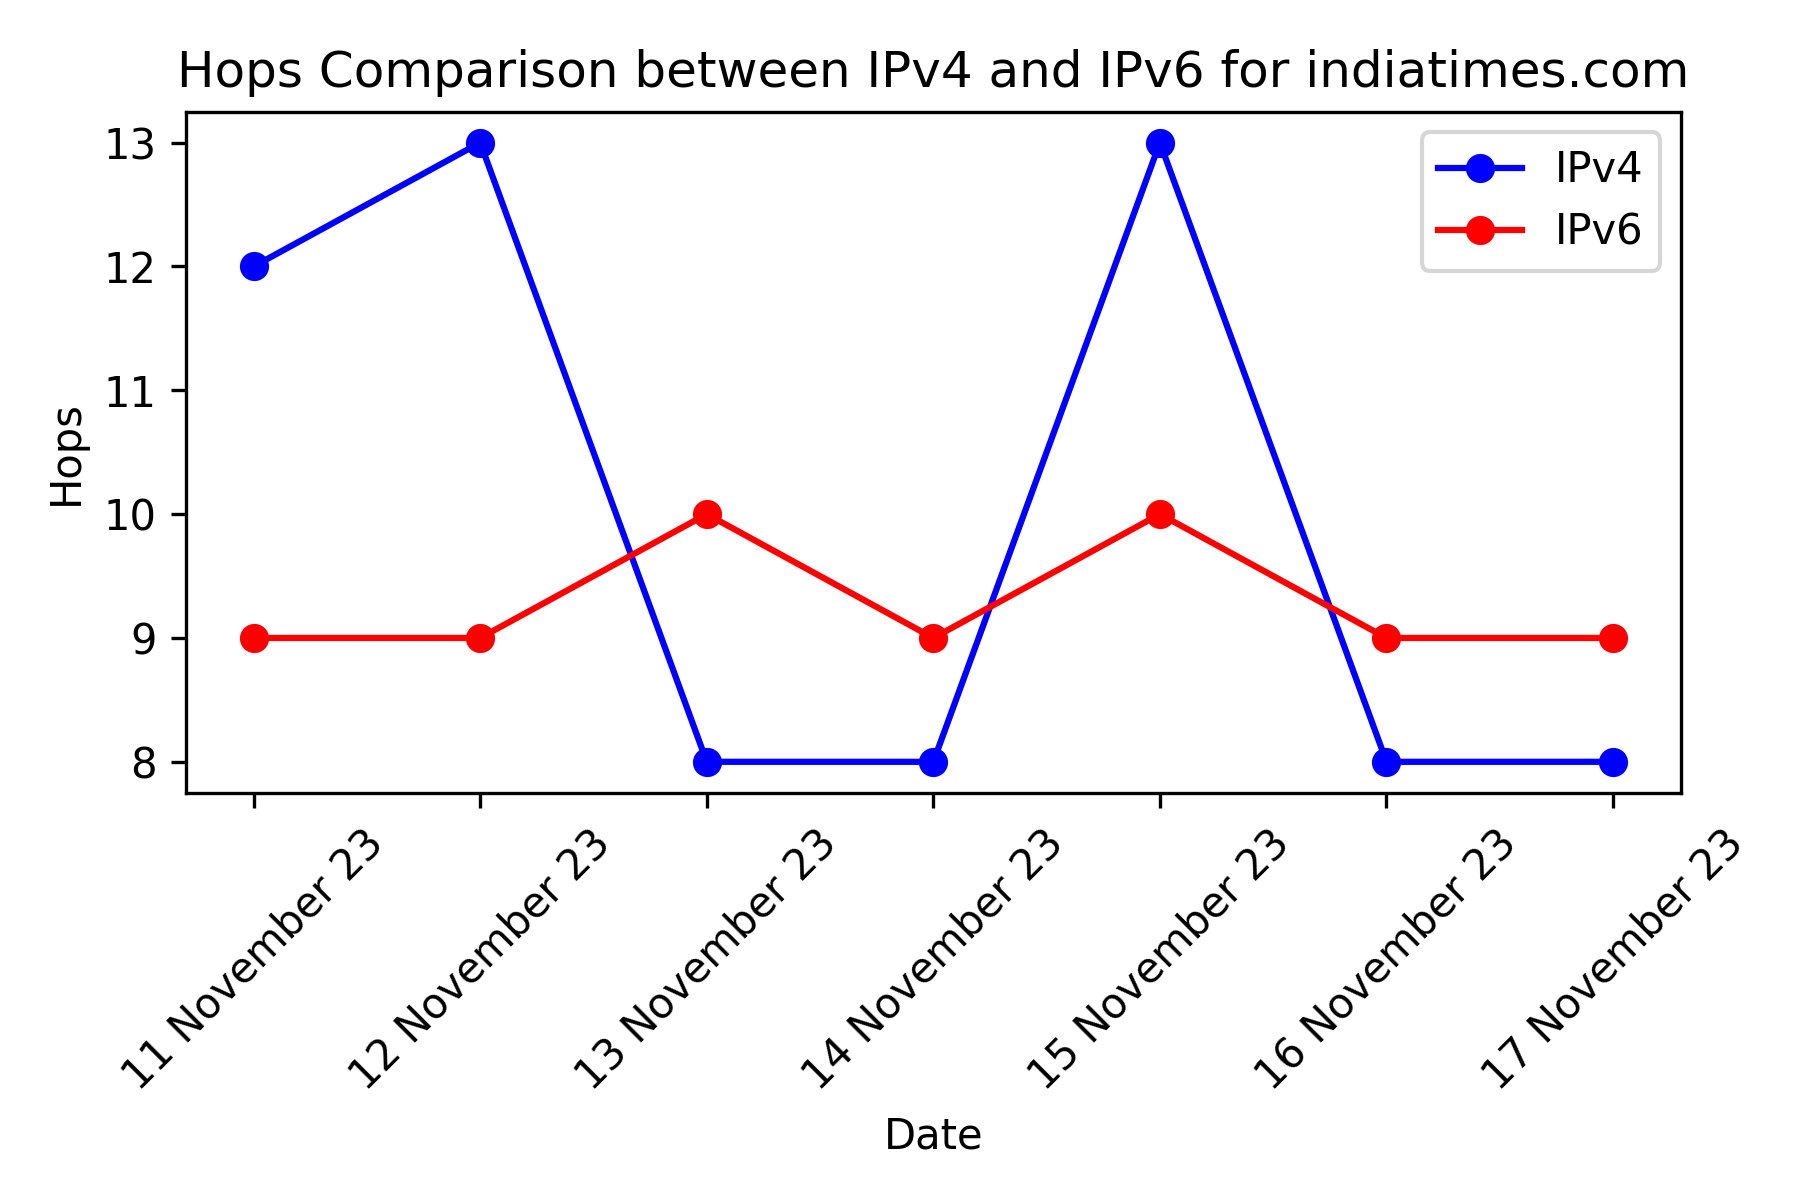 Hops Comparison between IPv4 and IPv6 for indiatimes.com
IPv4
IPv6
13
12
11
10
9
8
Hops
11 November 23
12 November 23
13 November 23
14 November 23
15 November 23
16 November 23
17 November 23
Date